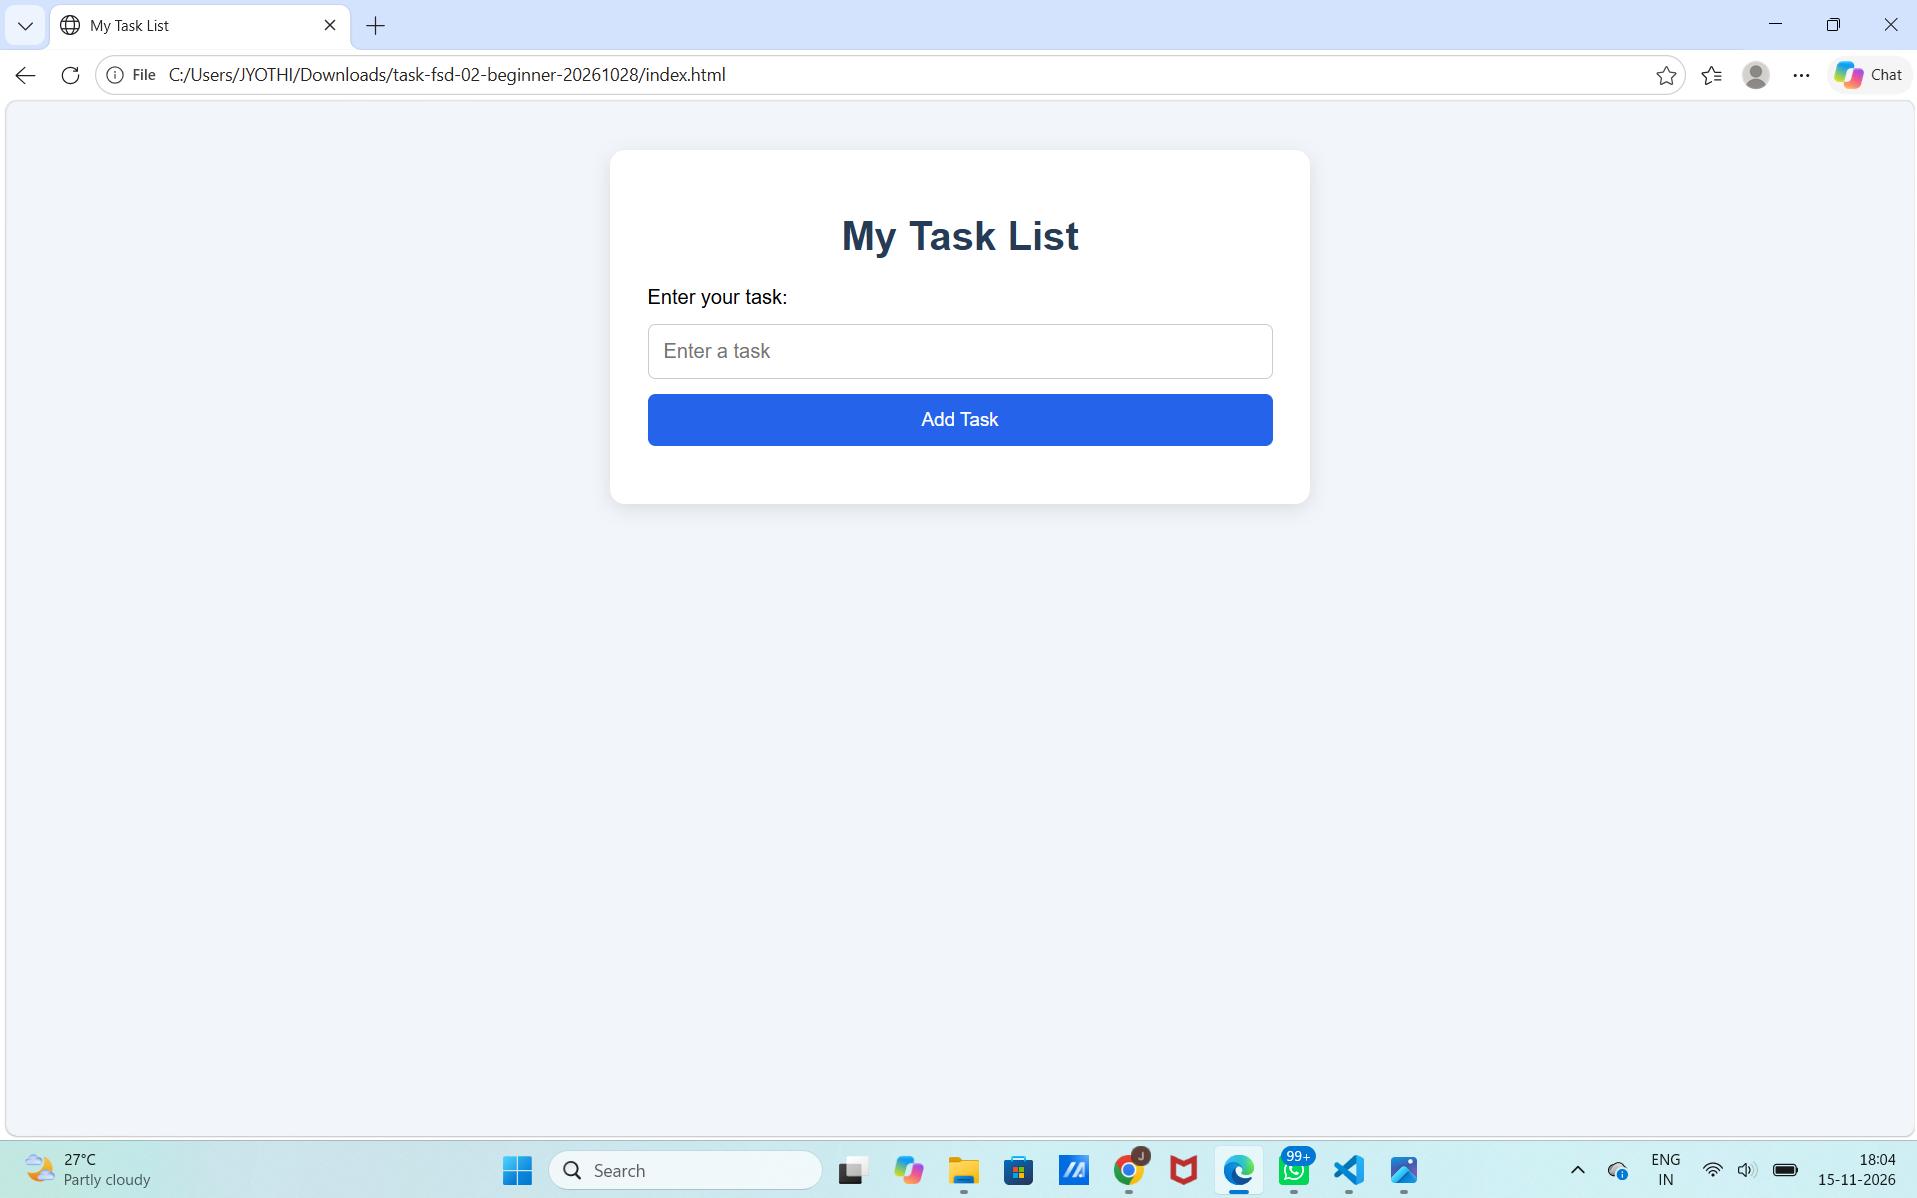 My Task List
File C:/Users/JYOTHI/Downloads/task-fsd-02-beginner-20261028/index.html
Chat
My Task List
Enter your task:
Enter a task
Add Task
27°C
Partly cloudy
Search
J
99+
ENG
IN
18:04
15-11-2026